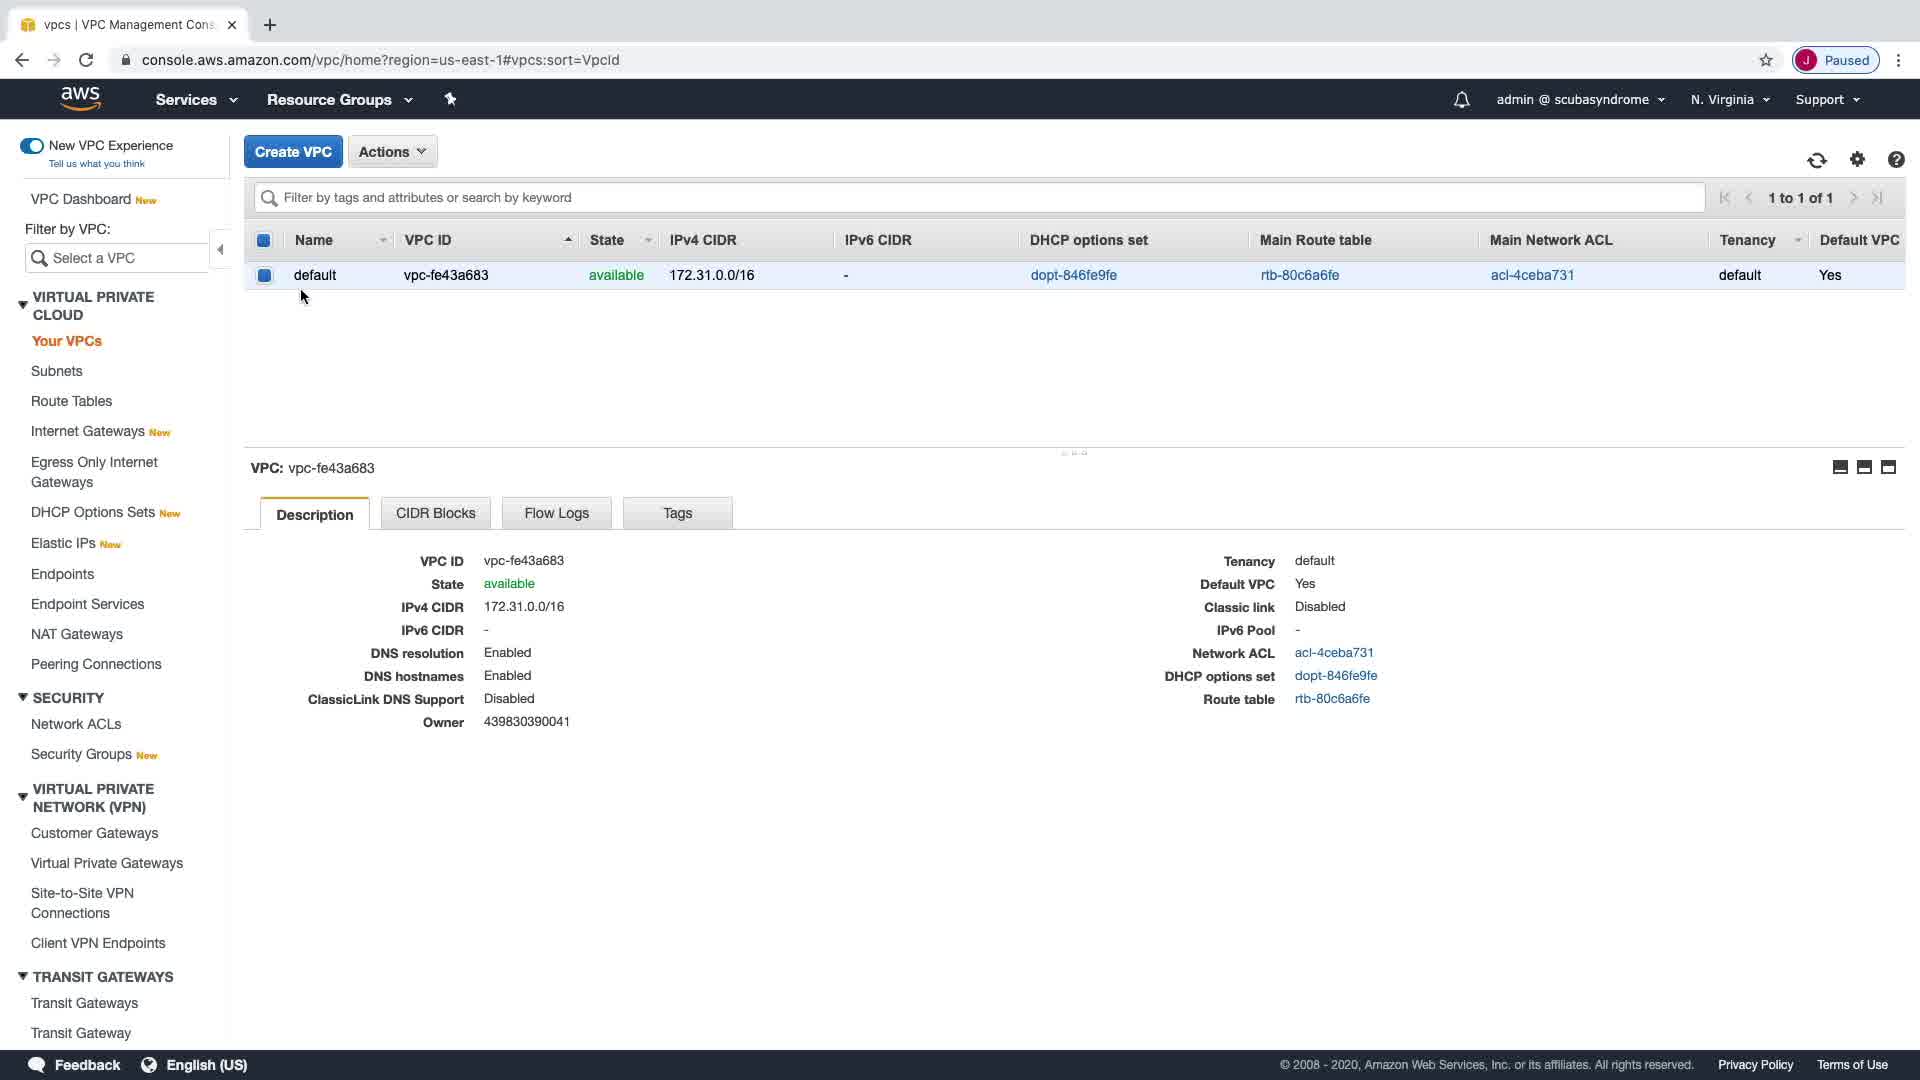 vpcs | VPC Management Cons
console.aws.amazon.com/vpc/home?region=us-east-1#vpcs:sort=VpcId
J Paused
aws
Services
Resource Groups
admin @ scubasyndrome
N. Virginia
Support
New VPC Experience
Tell us what you think
VPC Dashboard New
Filter by VPC:
Select a VPC
VIRTUAL PRIVATE
CLOUD
Your VPCs
Subnets
Route Tables
Internet Gateways New
Egress Only Internet
Gateways
DHCP Options Sets New
Elastic IPs New
Endpoints
Endpoint Services
NAT Gateways
Peering Connections
SECURITY
Network ACLs
Security Groups New
VIRTUAL PRIVATE
NETWORK (VPN)
Customer Gateways
Virtual Private Gateways
Site-to-Site VPN
Connections
Client VPN Endpoints
TRANSIT GATEWAYS
Transit Gateways
Transit Gateway
Create VPC
Actions
Filter by tags and attributes or search by keyword
1 to 1 of 1
Name VPC ID State IPv4 CIDR IPv6 CIDR DHCP options set Main Route table Main Network ACL Tenancy Default VPC
default vpc-fe43a683 available 172.31.0.0/16 - dopt-846fe9fe rtb-80c6a6fe acl-4ceba731 default Yes
VPC: vpc-fe43a683
Description CIDR Blocks Flow Logs Tags
VPC ID vpc-fe43a683
State available
IPv4 CIDR 172.31.0.0/16
IPv6 CIDR -
DNS resolution Enabled
DNS hostnames Enabled
ClassicLink DNS Support Disabled
Owner 439830390041
Tenancy default
Default VPC Yes
Classic link Disabled
IPv6 Pool -
Network ACL acl-4ceba731
DHCP options set dopt-846fe9fe
Route table rtb-80c6a6fe
Feedback
English (US)
© 2008 - 2020, Amazon Web Services, Inc. or its affiliates. All rights reserved.
Privacy Policy
Terms of Use